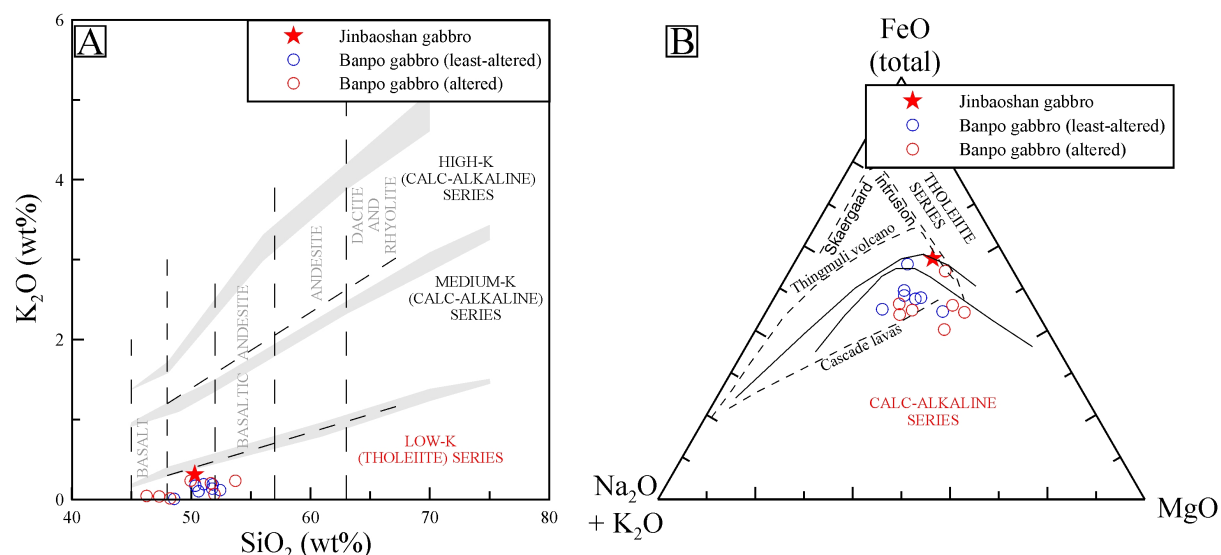 A
6
4
2
0
K₂O (wt%)
40
50
60
70
80
SiO₂ (wt%)
Jinbaoshan gabbro
Banpo gabbro (least-altered)
Banpo gabbro (altered)
HIGH-K
(CALC-ALKALINE)
SERIES
MEDIUM-K
(CALC-ALKALINE)
SERIES
LOW-K
(THOLEIITE) SERIES
BASALT
BASALTIC ANDESITE
ANDESITE
DACITE
AND
RHYOLITE
B
FeO
(total)
Jinbaoshan gabbro
Banpo gabbro (least-altered)
Banpo gabbro (altered)
Skaergaard
intrusion
THOLEIITE
SERIES
Thingmuli volcano
Cascade lavas
CALC-ALKALINE
SERIES
Na₂O
+ K₂O
MgO